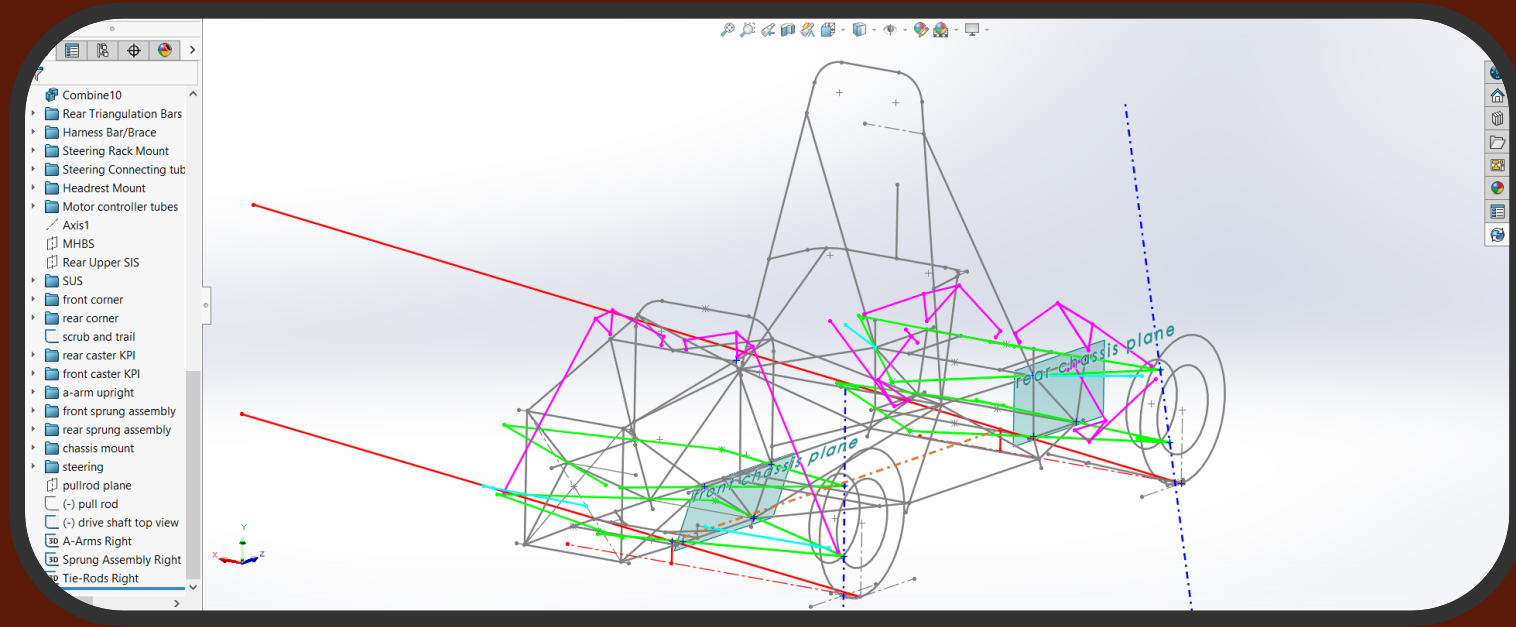 Combine10
Rear Triangulation Bars
Harness Bar/Brace
Steering Rack Mount
Steering Connecting tub
Headrest Mount
Motor controller tubes
Axis1
MHBS
Rear Upper SIS
SUS
front corner
rear corner
scrub and trail
rear caster KPI
front caster KPI
a-arm upright
front sprung assembly
rear sprung assembly
chassis mount
steering
pullrod plane
(-) pull rod
(-) drive shaft top view
A-Arms Right
3D Sprung Assembly Right
Tie-Rods Right
rear chassis plane
front chassis plane
Y
X
Z